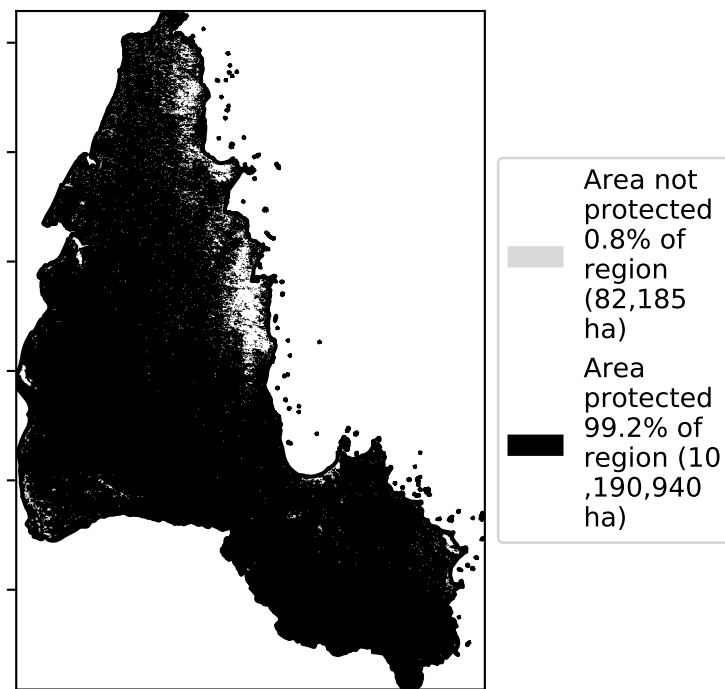 Area not
protected
0.8% of
region
(82,185
ha)
Area
protected
99.2% of
region (10
,190,940
ha)